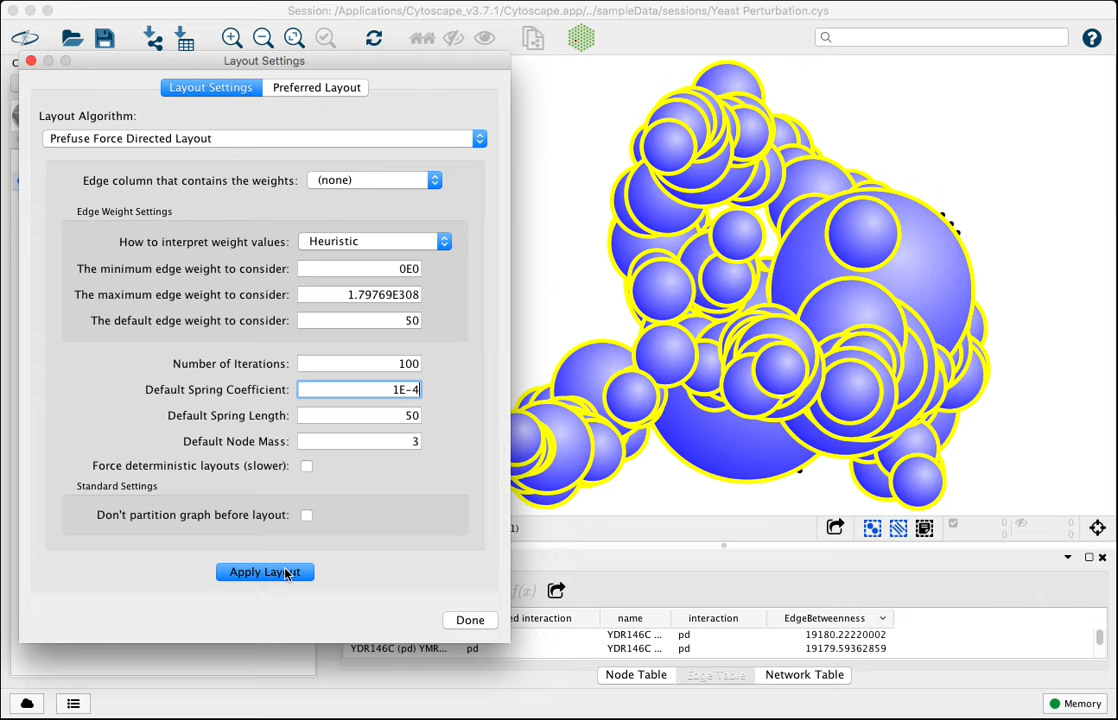 Session: /Applications/Cytoscape_v3.7.1/Cytoscape.app/../sampleData/sessions/Yeast Perturbation.cys
Layout Settings
Layout Settings Preferred Layout
Layout Algorithm:
Prefuse Force Directed Layout
Edge column that contains the weights: (none)
Edge Weight Settings
How to interpret weight values: Heuristic
The minimum edge weight to consider: 0E0
The maximum edge weight to consider: 1.79769E308
The default edge weight to consider: 50
Number of Iterations: 100
Default Spring Coefficient: 1E-4
Default Spring Length: 50
Default Node Mass: 3
Force deterministic layouts (slower):
Standard Settings
Don't partition graph before layout:
Apply Layout
Done
1)
0 0
0 0
f(x)
d interaction name interaction EdgeBetweenness
YDR146C ... pd 19180.22220002
YDR146C (pd) YMR... pd YDR146C ... pd 19179.59362859
Node Table Edge Table Network Table
Memory